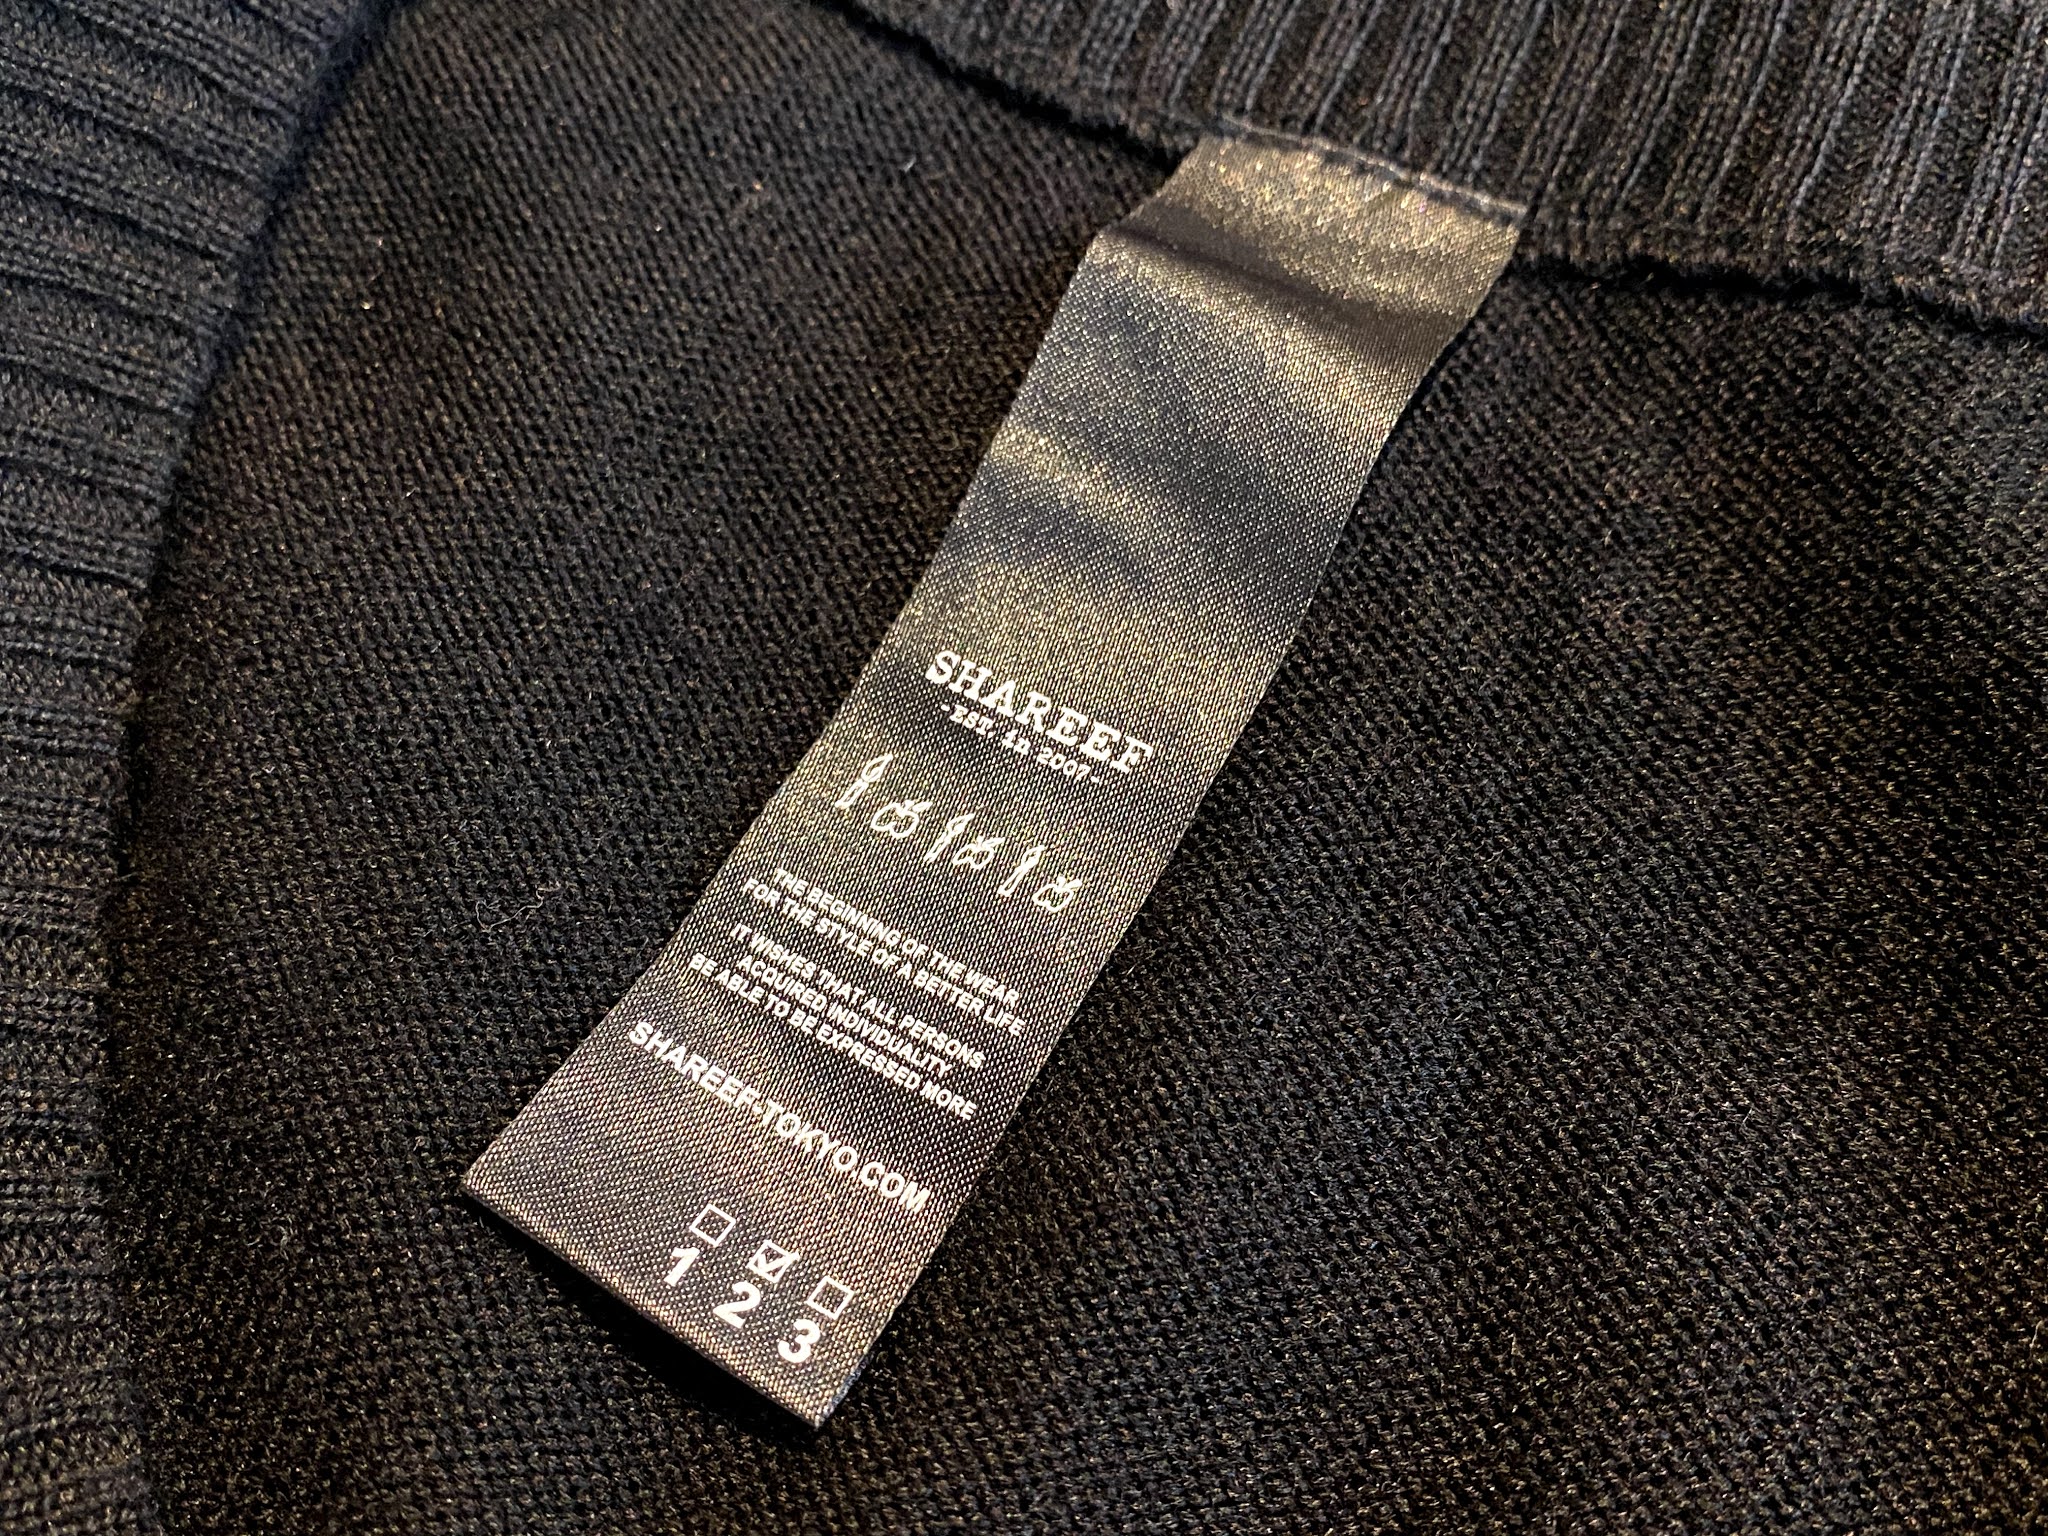 SHAREEF
-EST/ in 2007-
THE BEGINNING OF THE WEAR
FOR THE STYLE OF A BETTER LIFE
IT WISHES THAT ALL PERSONS
ACQUIRED INDIVIDUALITY
BE ABLE TO BE EXPRESSED MORE
SHAREEF-TOKYO.COM
1 2 3